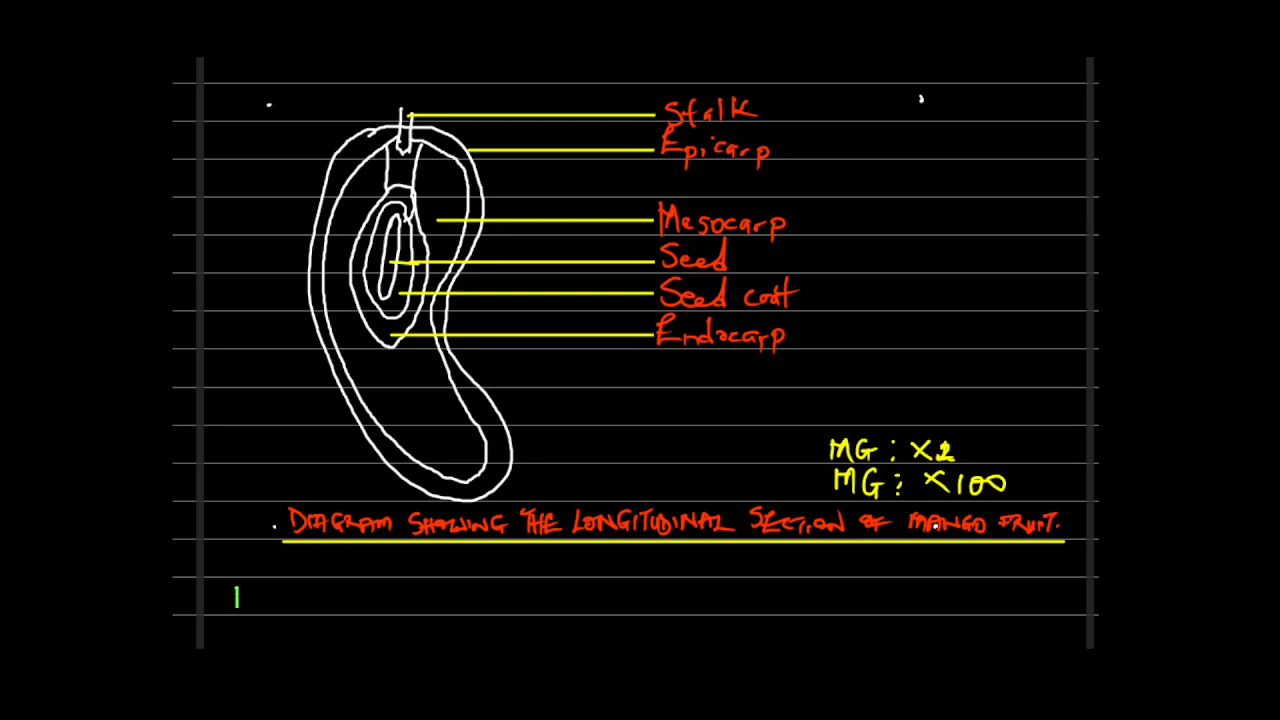 Stalk
Epicarp
Mesocarp
Seed
Seed coat
Endocarp
MG : X2
MG : X100
DIAGRAM SHOWING THE LONGITUDINAL SECTION OF MANGO FRUIT.